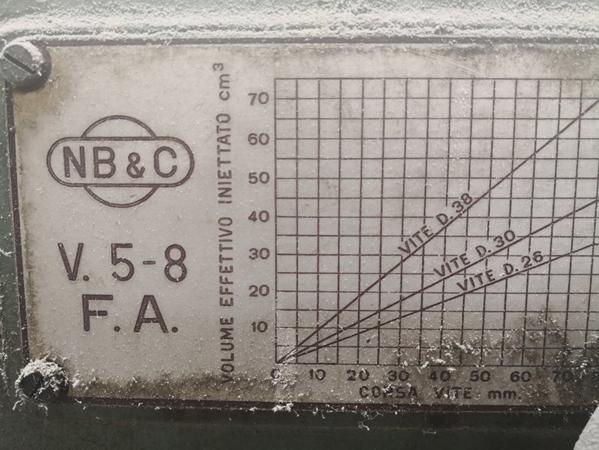 NB&C
V. 5-8
F.A.
VOLUME EFFETTIVO INIETTATO cm³
70
60
50
40
30
20
10
VITE D. 38
VITE D. 30
VITE D. 26
0 10 20 30 40 50 60 70
CORSA VITE mm.